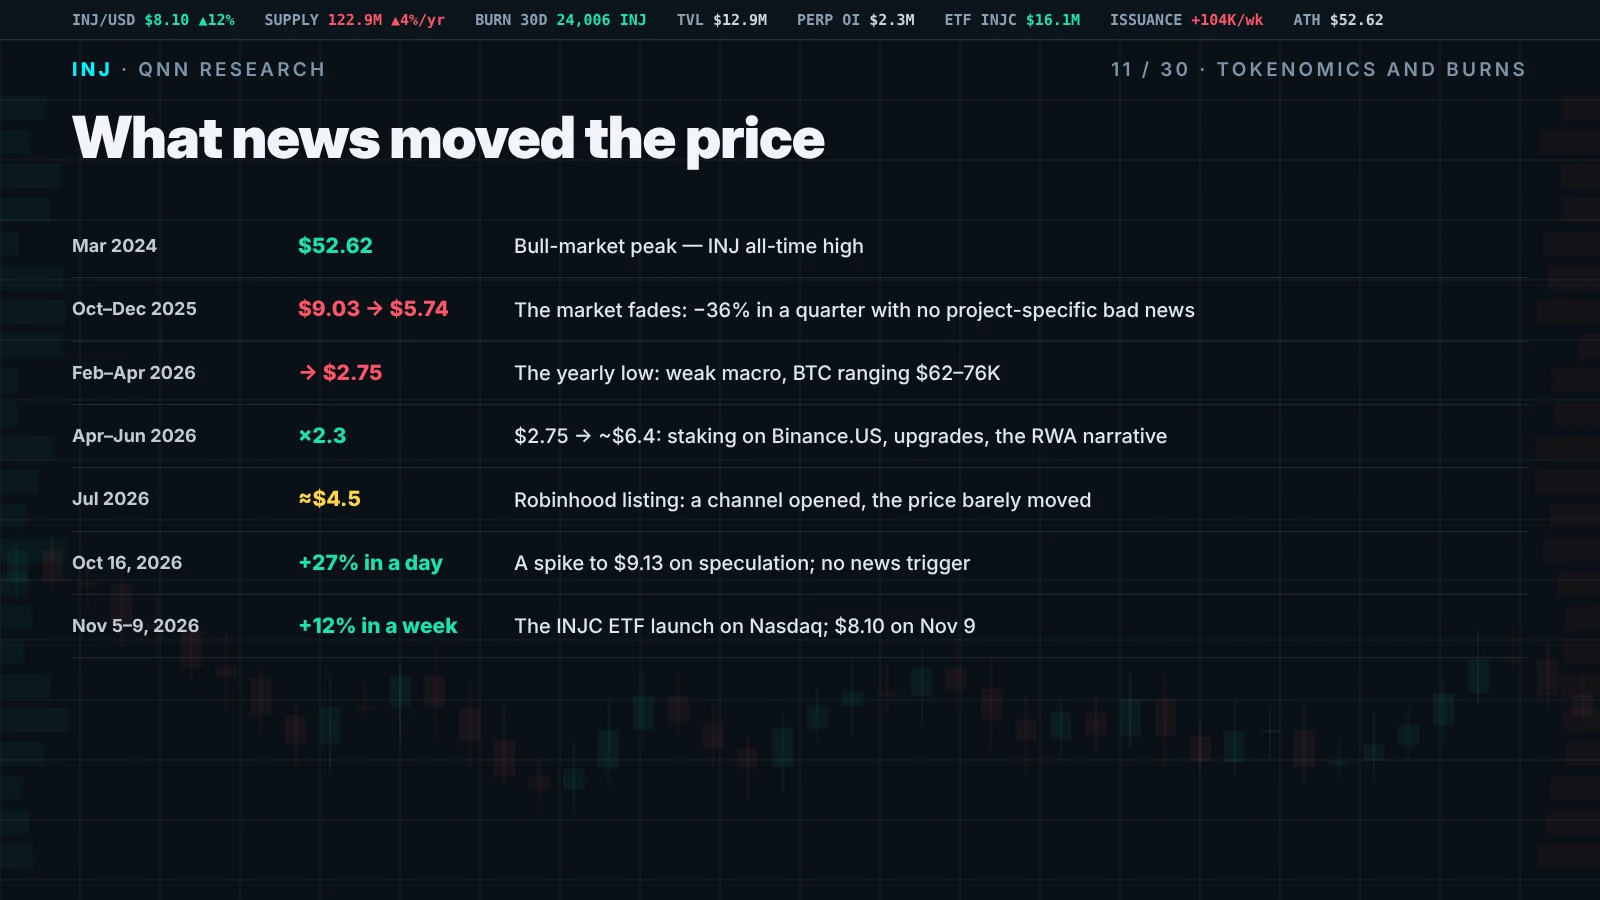 INJ/USD $8.10 ▲12% SUPPLY 122.9M ▲4%/yr BURN 30D 24,006 INJ TVL $12.9M PERP OI $2.3M ETF INJC $16.1M ISSUANCE +104K/wk ATH $52.62
INJ · QNN RESEARCH 11 / 30 · TOKENOMICS AND BURNS
What news moved the price
Mar 2024 $52.62 Bull-market peak — INJ all-time high
Oct–Dec 2025 $9.03 → $5.74 The market fades: −36% in a quarter with no project-specific bad news
Feb–Apr 2026 → $2.75 The yearly low: weak macro, BTC ranging $62–76K
Apr–Jun 2026 ×2.3 $2.75 → ~$6.4: staking on Binance.US, upgrades, the RWA narrative
Jul 2026 ≈$4.5 Robinhood listing: a channel opened, the price barely moved
Oct 16, 2026 +27% in a day A spike to $9.13 on speculation; no news trigger
Nov 5–9, 2026 +12% in a week The INJC ETF launch on Nasdaq; $8.10 on Nov 9